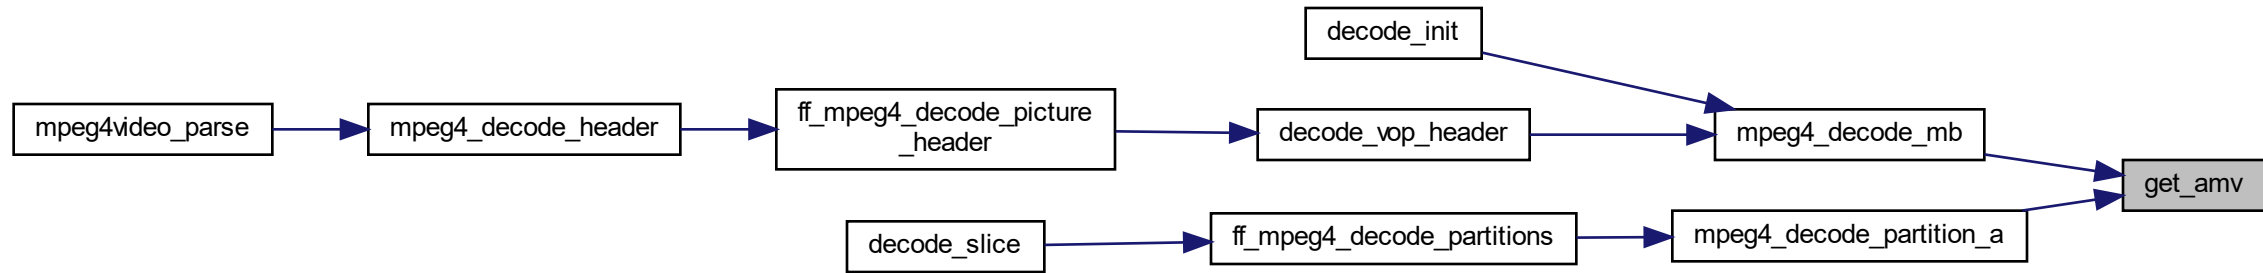 decode_init
mpeg4video_parse
mpeg4_decode_header
ff_mpeg4_decode_picture
_header
decode_vop_header
mpeg4_decode_mb
get_amv
decode_slice
ff_mpeg4_decode_partitions
mpeg4_decode_partition_a